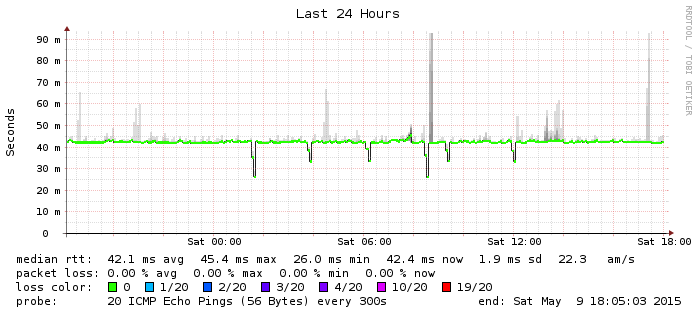 Last 24 Hours
RRDTOOL / TOBI OETIKER
Seconds
90 m
80 m
70 m
60 m
50 m
40 m
30 m
20 m
10 m
0
Sat 00:00 Sat 06:00 Sat 12:00 Sat 18:00
median rtt: 42.1 ms avg 45.4 ms max 26.0 ms min 42.4 ms now 1.9 ms sd 22.3 am/s
packet loss: 0.00 % avg 0.00 % max 0.00 % min 0.00 % now
loss color: 0 1/20 2/20 3/20 4/20 10/20 19/20
probe: 20 ICMP Echo Pings (56 Bytes) every 300s end: Sat May 9 18:05:03 2015